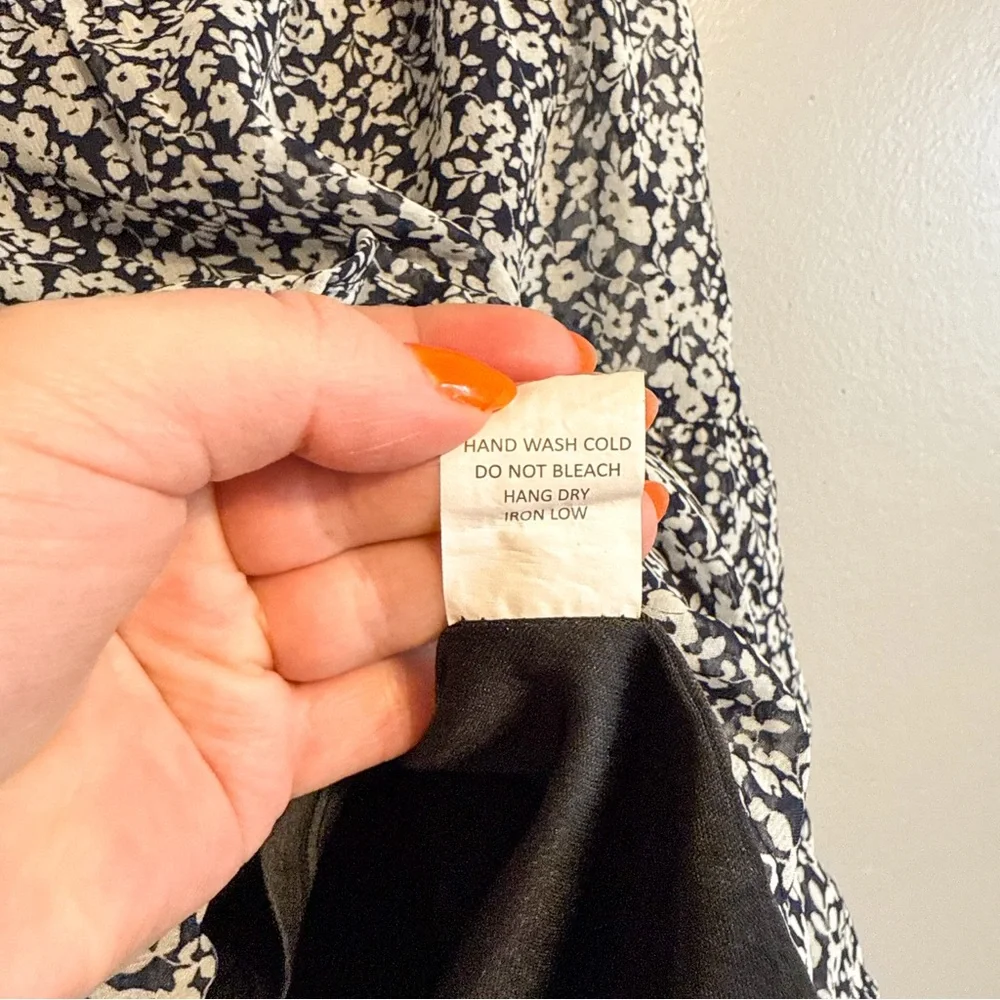 HAND WASH COLD
DO NOT BLEACH
HANG DRY
IRON LOW